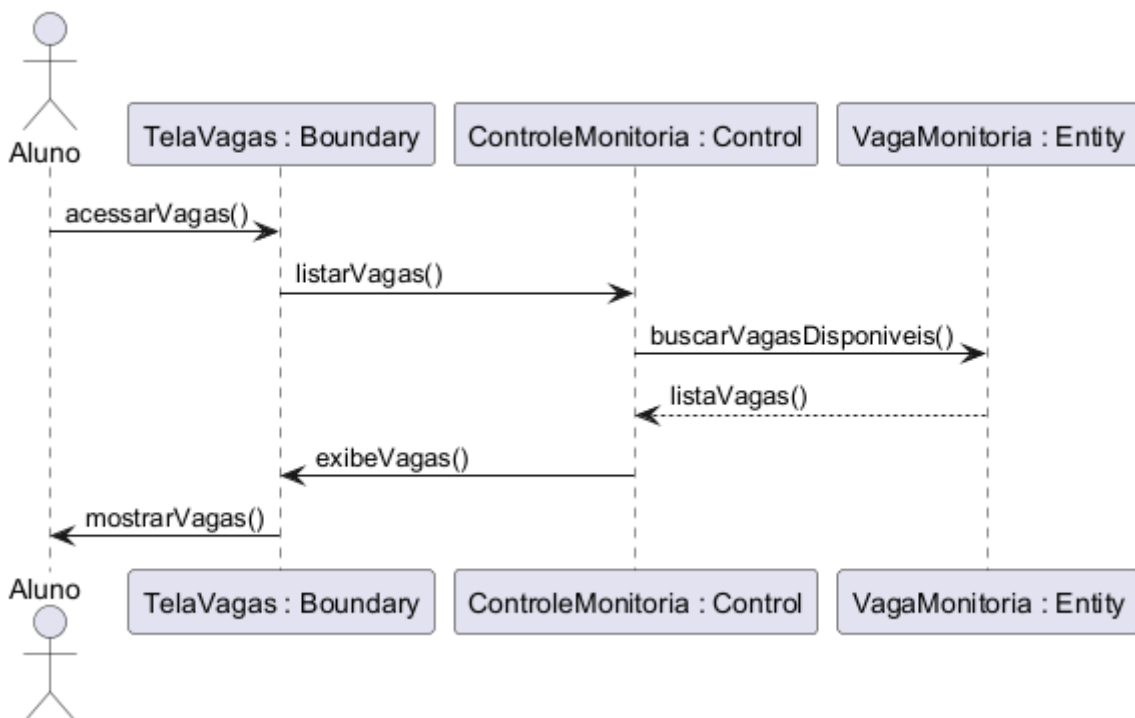 Aluno
TelaVagas : Boundary
ControleMonitoria : Control
VagaMonitoria : Entity
acessarVagas()
listarVagas()
buscarVagasDisponiveis()
listaVagas()
exibeVagas()
mostrarVagas()
Aluno
TelaVagas : Boundary
ControleMonitoria : Control
VagaMonitoria : Entity